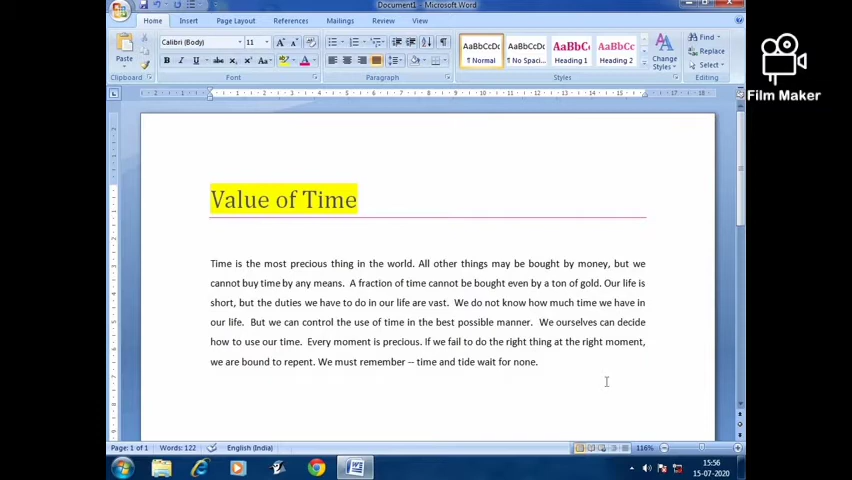 Document1 - Microsoft Word
Home Insert Page Layout References Mailings Review View
Calibri (Body) 11
Paste
AaBbCcDc AaBbCcDc AaBbCc AaBbCc
¶ Normal ¶ No Spaci... Heading 1 Heading 2
Change Styles
Find
Replace
Select
Clipboard Font Paragraph Styles Editing
Film Maker
Value of Time
Time is the most precious thing in the world. All other things may be bought by money, but we
cannot buy time by any means. A fraction of time cannot be bought even by a ton of gold. Our life is
short, but the duties we have to do in our life are vast. We do not know how much time we have in
our life. But we can control the use of time in the best possible manner. We ourselves can decide
how to use our time. Every moment is precious. If we fail to do the right thing at the right moment,
we are bound to repent. We must remember -- time and tide wait for none.
Page: 1 of 1 Words: 122 English (India) 116%
15:56
15-07-2020